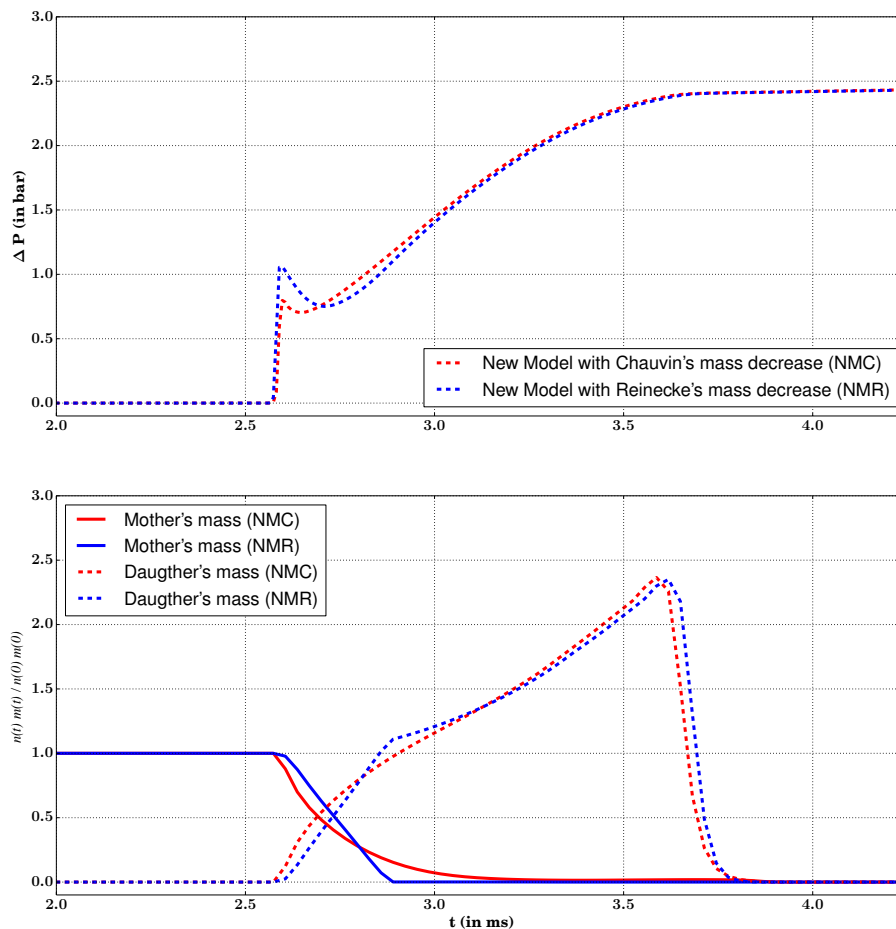 3.0
2.5
2.0
1.5
1.0
0.5
0.0
Δ P (in bar)
New Model with Chauvin's mass decrease (NMC)
New Model with Reinecke's mass decrease (NMR)
2.0 2.5 3.0 3.5 4.0
3.0
2.5
2.0
1.5
1.0
0.5
0.0
n(t) m(t) / n(0) m(0)
Mother's mass (NMC)
Mother's mass (NMR)
Daugther's mass (NMC)
Daugther's mass (NMR)
2.0 2.5 3.0 3.5 4.0
t (in ms)